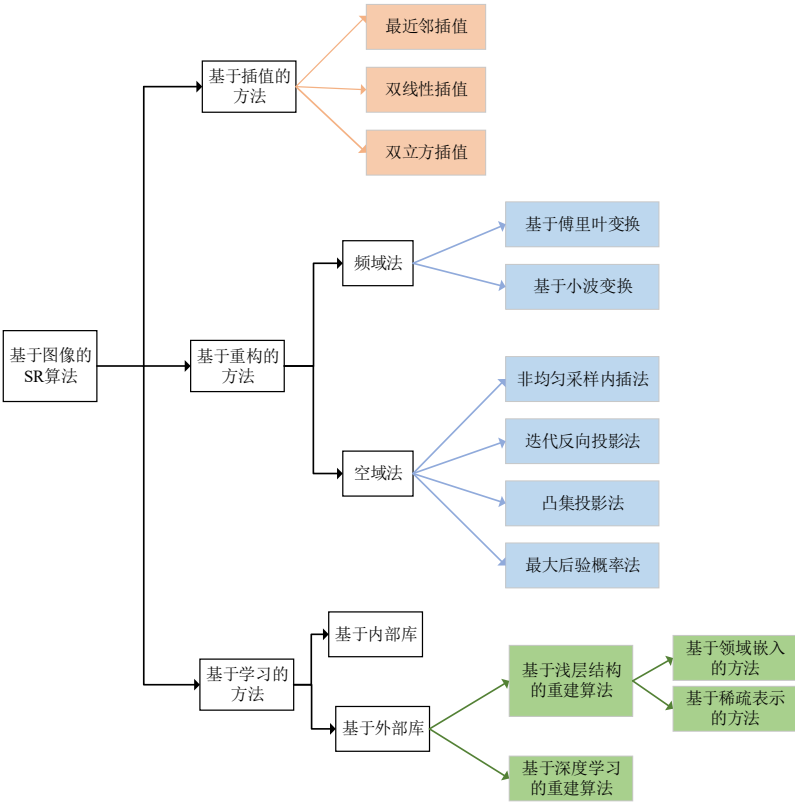 基于图像的
SR算法
基于插值的
方法
最近邻插值
双线性插值
双立方插值
基于重构的
方法
频域法
基于傅里叶变换
基于小波变换
空域法
非均匀采样内插法
迭代反向投影法
凸集投影法
最大后验概率法
基于学习的
方法
基于内部库
基于外部库
基于浅层结构
的重建算法
基于领域嵌入
的方法
基于稀疏表示
的方法
基于深度学习
的重建算法